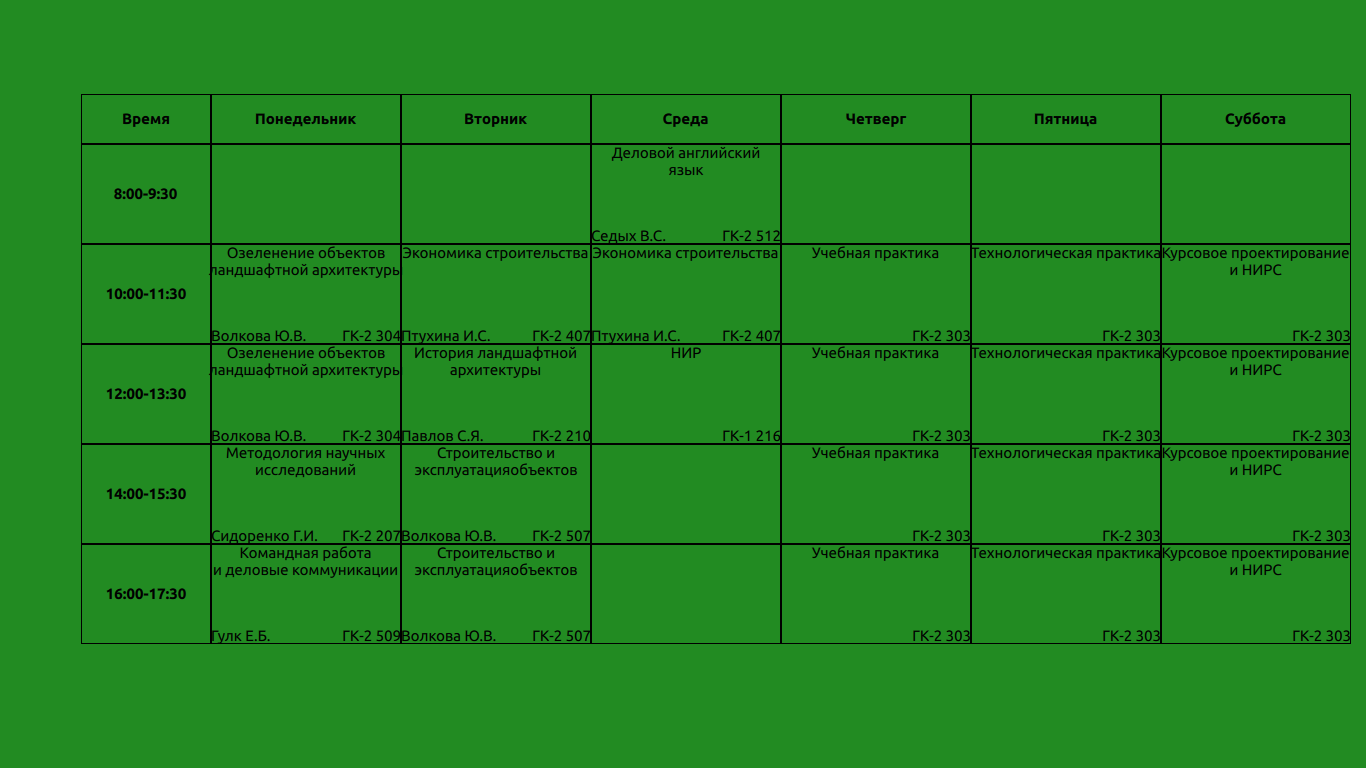 Время Понедельник Вторник Среда Четверг Пятница Суббота
8:00-9:30
Деловой английский
язык
Седых В.С. ГК-2 512
10:00-11:30
Озеленение объектов
ландшафтной архитектуры
Волкова Ю.В. ГК-2 304
Экономика строительства
Птухина И.С. ГК-2 407
Экономика строительства
Птухина И.С. ГК-2 407
Учебная практика
ГК-2 303
Технологическая практика
ГК-2 303
Курсовое проектирование
и НИРС
ГК-2 303
12:00-13:30
Озеленение объектов
ландшафтной архитектуры
Волкова Ю.В. ГК-2 304
История ландшафтной
архитектуры
Павлов С.Я. ГК-2 210
НИР
ГК-1 216
Учебная практика
ГК-2 303
Технологическая практика
ГК-2 303
Курсовое проектирование
и НИРС
ГК-2 303
14:00-15:30
Методология научных
исследований
Сидоренко Г.И. ГК-2 207
Строительство и
эксплуатацияобъектов
Волкова Ю.В. ГК-2 507
Учебная практика
ГК-2 303
Технологическая практика
ГК-2 303
Курсовое проектирование
и НИРС
ГК-2 303
16:00-17:30
Командная работа
и деловые коммуникации
Гулк Е.Б. ГК-2 509
Строительство и
эксплуатацияобъектов
Волкова Ю.В. ГК-2 507
Учебная практика
ГК-2 303
Технологическая практика
ГК-2 303
Курсовое проектирование
и НИРС
ГК-2 303